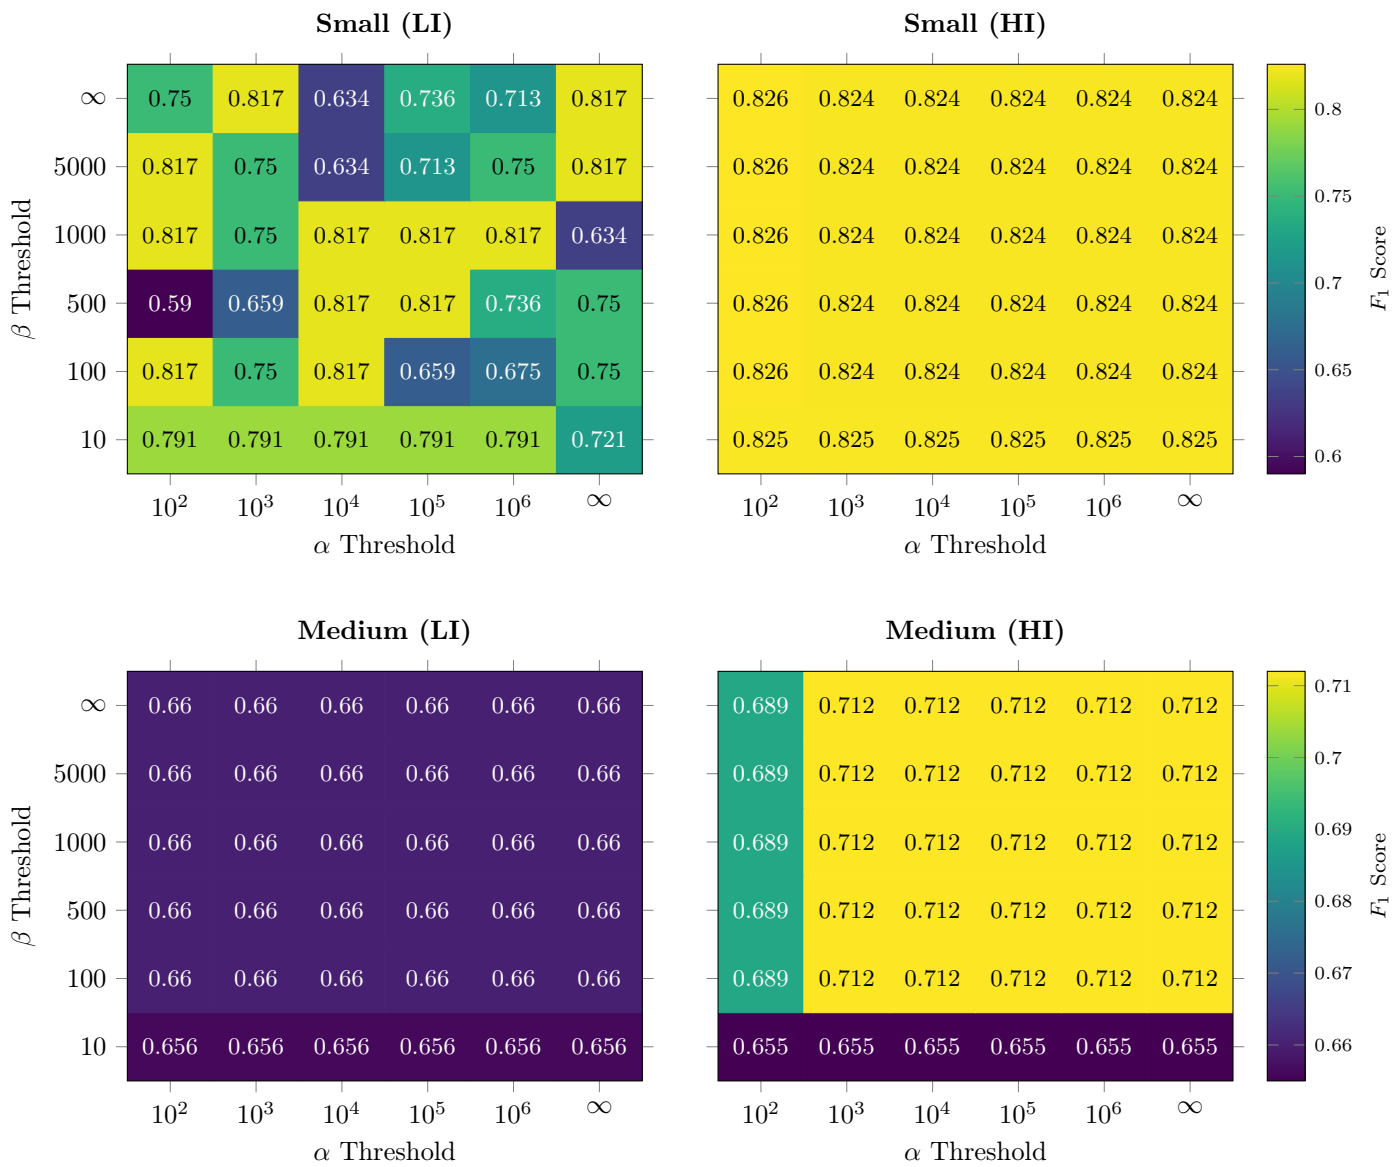 Small (LI)
Small (HI)
∞ 0.75 0.817 0.634 0.736 0.713 0.817
5000 0.817 0.75 0.634 0.713 0.75 0.817
1000 0.817 0.75 0.817 0.817 0.817 0.634
500 0.59 0.659 0.817 0.817 0.736 0.75
100 0.817 0.75 0.817 0.659 0.675 0.75
10 0.791 0.791 0.791 0.791 0.791 0.721
10² 10³ 10⁴ 10⁵ 10⁶ ∞
α Threshold
β Threshold
0.826 0.824 0.824 0.824 0.824 0.824
0.826 0.824 0.824 0.824 0.824 0.824
0.826 0.824 0.824 0.824 0.824 0.824
0.826 0.824 0.824 0.824 0.824 0.824
0.826 0.824 0.824 0.824 0.824 0.824
0.825 0.825 0.825 0.825 0.825 0.825
10² 10³ 10⁴ 10⁵ 10⁶ ∞
α Threshold
0.8
0.75
0.7
0.65
0.6
F₁ Score
Medium (LI)
Medium (HI)
∞ 0.66 0.66 0.66 0.66 0.66 0.66
5000 0.66 0.66 0.66 0.66 0.66 0.66
1000 0.66 0.66 0.66 0.66 0.66 0.66
500 0.66 0.66 0.66 0.66 0.66 0.66
100 0.66 0.66 0.66 0.66 0.66 0.66
10 0.656 0.656 0.656 0.656 0.656 0.656
10² 10³ 10⁴ 10⁵ 10⁶ ∞
α Threshold
β Threshold
0.689 0.712 0.712 0.712 0.712 0.712
0.689 0.712 0.712 0.712 0.712 0.712
0.689 0.712 0.712 0.712 0.712 0.712
0.689 0.712 0.712 0.712 0.712 0.712
0.689 0.712 0.712 0.712 0.712 0.712
0.655 0.655 0.655 0.655 0.655 0.655
10² 10³ 10⁴ 10⁵ 10⁶ ∞
α Threshold
0.71
0.7
0.69
0.68
0.67
0.66
F₁ Score